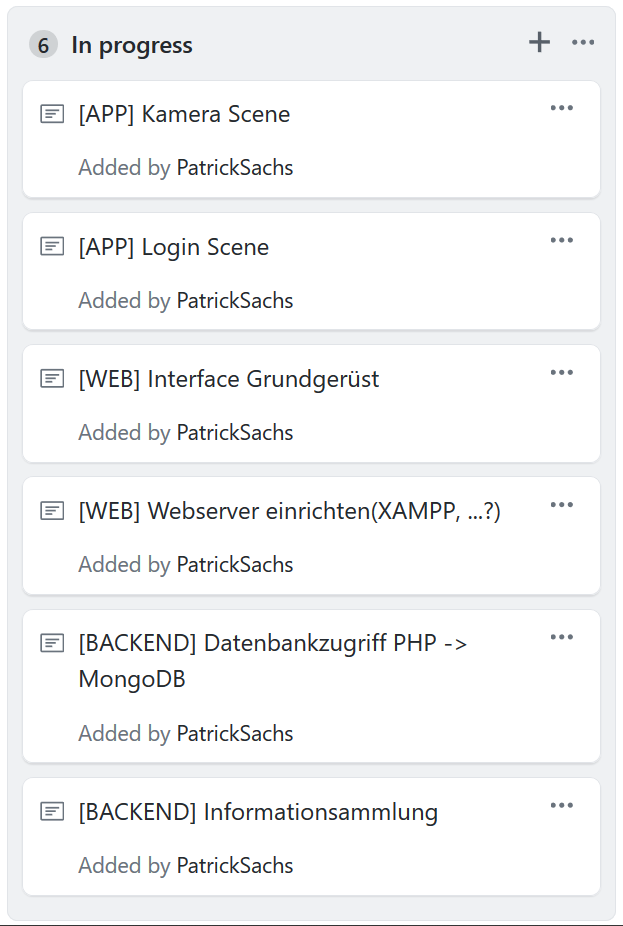 6 In progress
[APP] Kamera Scene
Added by PatrickSachs
[APP] Login Scene
Added by PatrickSachs
[WEB] Interface Grundgerüst
Added by PatrickSachs
[WEB] Webserver einrichten(XAMPP, ...?)
Added by PatrickSachs
[BACKEND] Datenbankzugriff PHP ->
MongoDB
Added by PatrickSachs
[BACKEND] Informationsammlung
Added by PatrickSachs